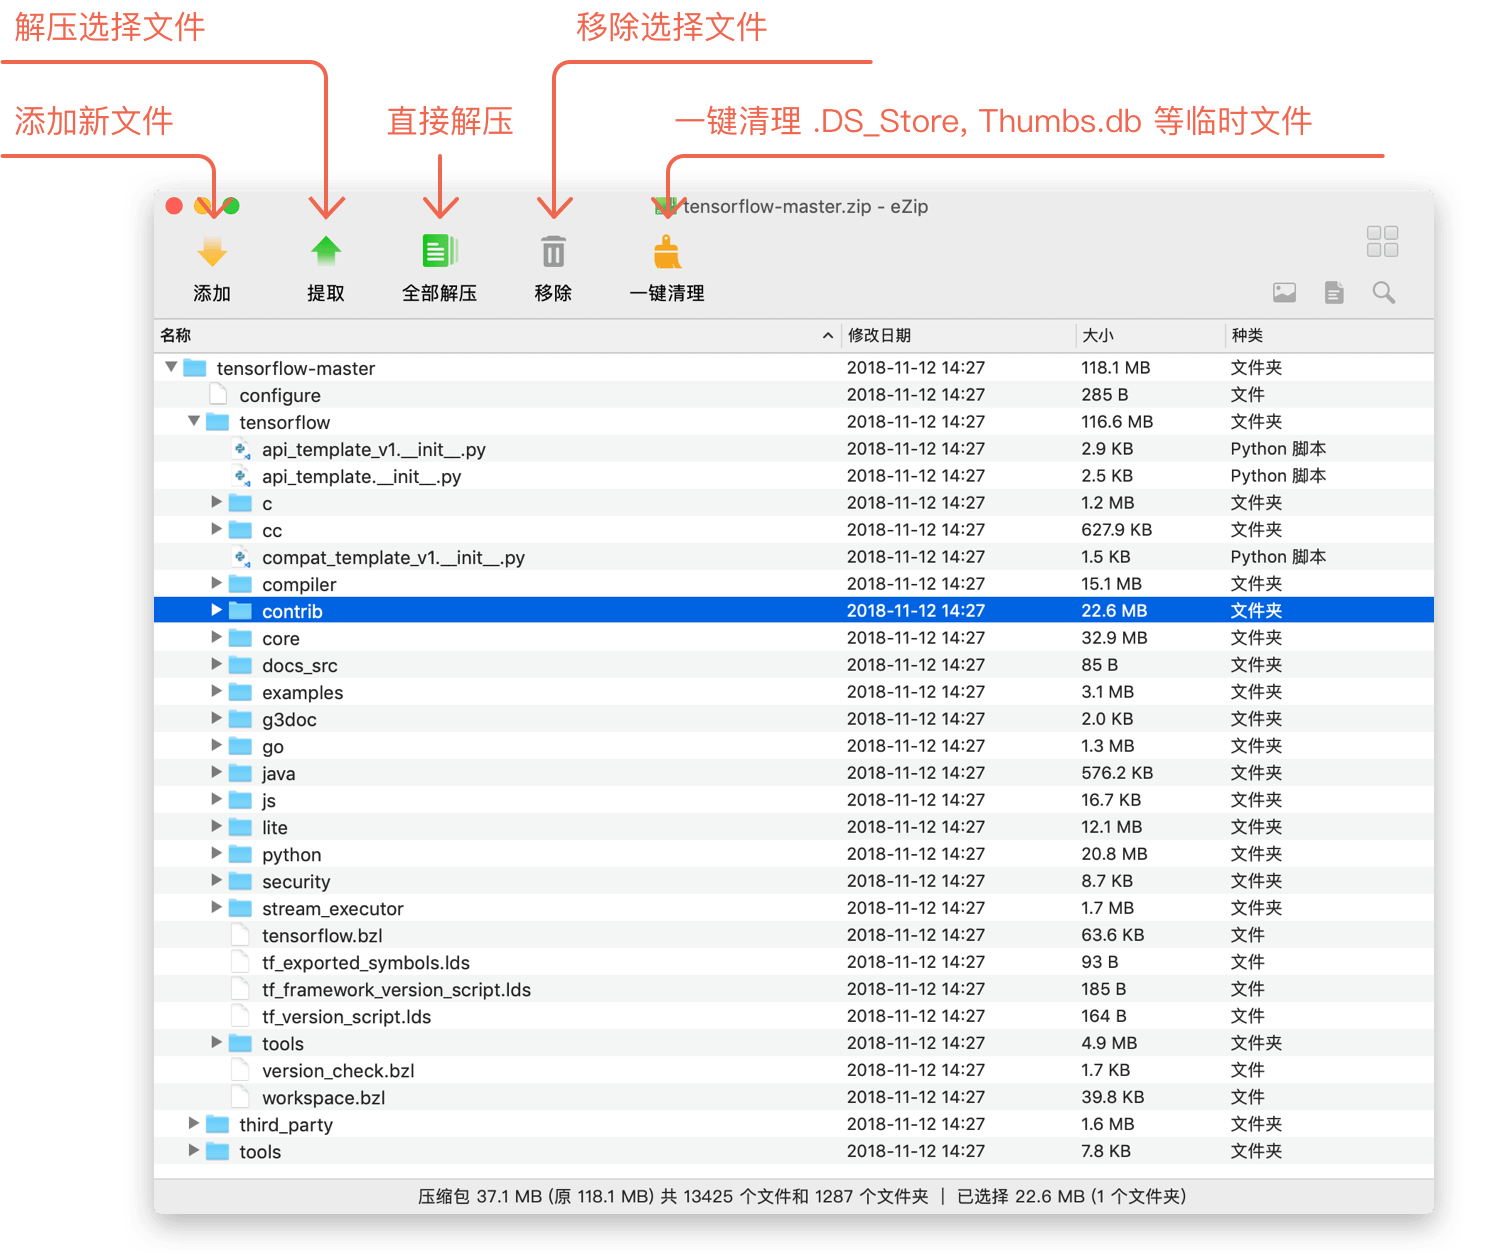 解压选择文件
移除选择文件
添加新文件
直接解压
一键清理 .DS_Store, Thumbs.db 等临时文件
tensorflow-master.zip - eZip
添加 提取 全部解压 移除 一键清理
名称 修改日期 大小 种类
tensorflow-master 2018-11-12 14:27 118.1 MB 文件夹
configure 2018-11-12 14:27 285 B 文件
tensorflow 2018-11-12 14:27 116.6 MB 文件夹
api_template_v1.__init__.py 2018-11-12 14:27 2.9 KB Python 脚本
api_template.__init__.py 2018-11-12 14:27 2.5 KB Python 脚本
c 2018-11-12 14:27 1.2 MB 文件夹
cc 2018-11-12 14:27 627.9 KB 文件夹
compat_template_v1.__init__.py 2018-11-12 14:27 1.5 KB Python 脚本
compiler 2018-11-12 14:27 15.1 MB 文件夹
contrib 2018-11-12 14:27 22.6 MB 文件夹
core 2018-11-12 14:27 32.9 MB 文件夹
docs_src 2018-11-12 14:27 85 B 文件夹
examples 2018-11-12 14:27 3.1 MB 文件夹
g3doc 2018-11-12 14:27 2.0 KB 文件夹
go 2018-11-12 14:27 1.3 MB 文件夹
java 2018-11-12 14:27 576.2 KB 文件夹
js 2018-11-12 14:27 16.7 KB 文件夹
lite 2018-11-12 14:27 12.1 MB 文件夹
python 2018-11-12 14:27 20.8 MB 文件夹
security 2018-11-12 14:27 8.7 KB 文件夹
stream_executor 2018-11-12 14:27 1.7 MB 文件夹
tensorflow.bzl 2018-11-12 14:27 63.6 KB 文件
tf_exported_symbols.lds 2018-11-12 14:27 93 B 文件
tf_framework_version_script.lds 2018-11-12 14:27 185 B 文件
tf_version_script.lds 2018-11-12 14:27 164 B 文件
tools 2018-11-12 14:27 4.9 MB 文件夹
version_check.bzl 2018-11-12 14:27 1.7 KB 文件
workspace.bzl 2018-11-12 14:27 39.8 KB 文件
third_party 2018-11-12 14:27 1.6 MB 文件夹
tools 2018-11-12 14:27 7.8 KB 文件夹
压缩包 37.1 MB (原 118.1 MB) 共 13425 个文件和 1287 个文件夹 | 已选择 22.6 MB (1 个文件夹)